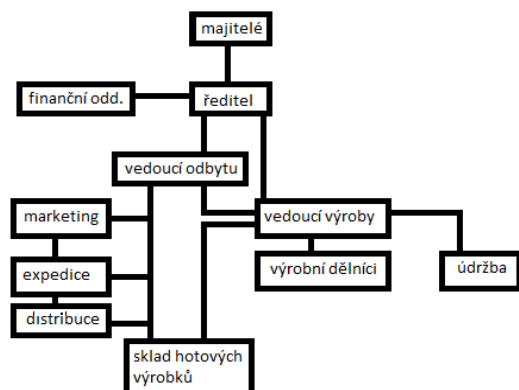 majitelé
finanční odd.
ředitel
vedoucí odbytu
marketing
vedoucí výroby
expedice
výrobní dělníci
údržba
distribuce
sklad hotových
výrobků